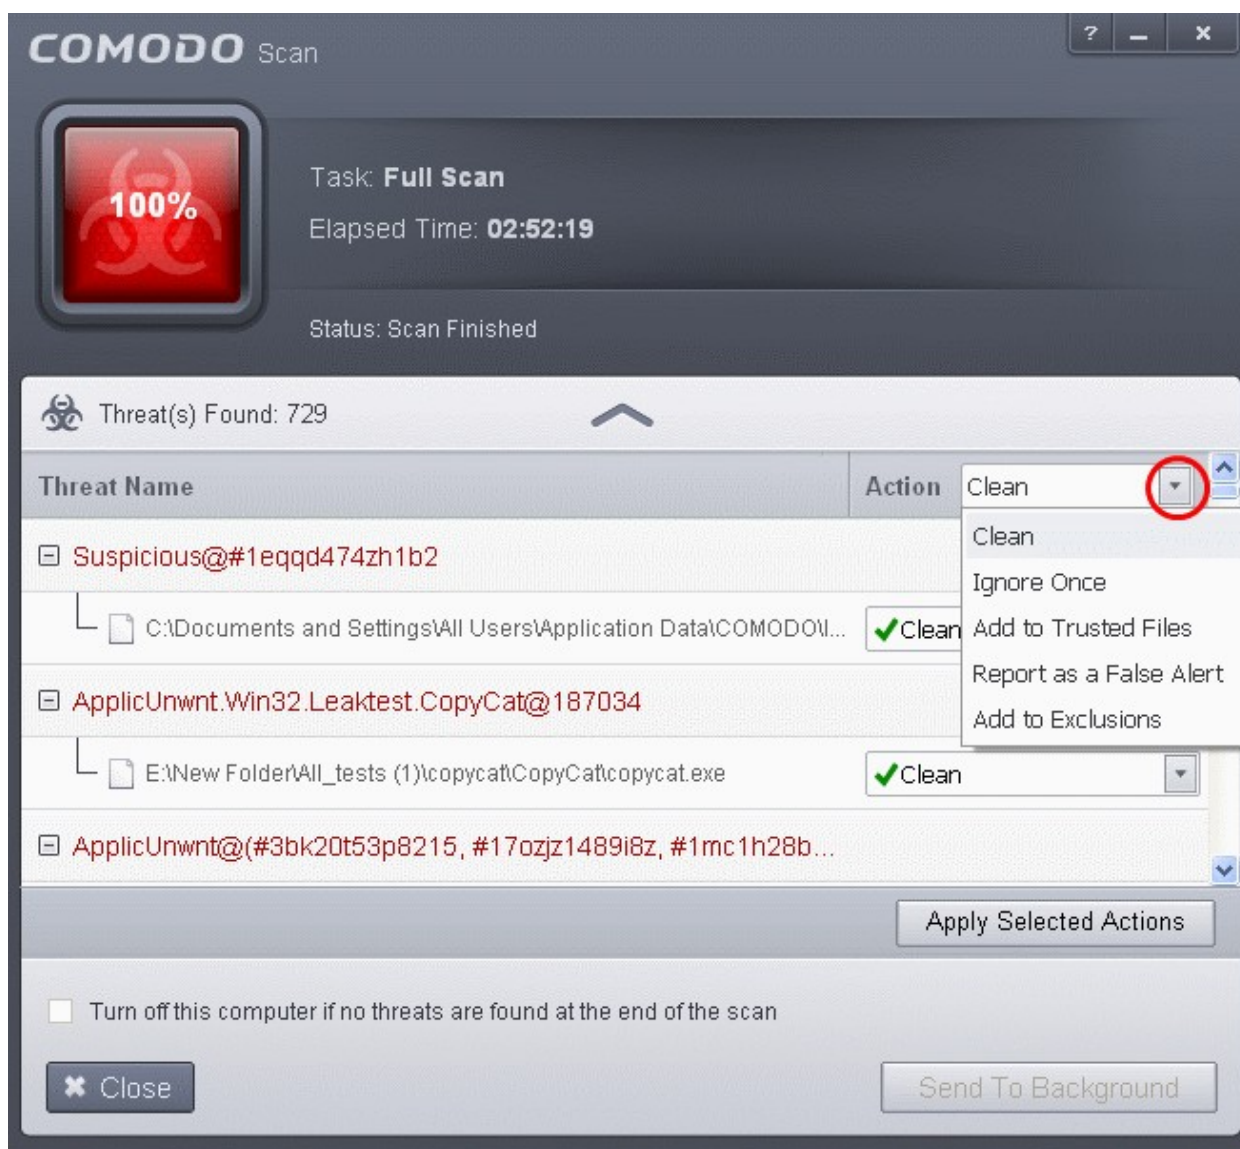 COMODO Scan
? _ x
100%
Task: Full Scan
Elapsed Time: 02:52:19
Status: Scan Finished
Threat(s) Found: 729
Threat Name Action Clean
Clean
Ignore Once
Add to Trusted Files
Report as a False Alert
Add to Exclusions
Suspicious@#1eqqd474zh1b2
C:\Documents and Settings\All Users\Application Data\COMODO\I... Clean
ApplicUnwnt.Win32.Leaktest.CopyCat@187034
E:\New Folder\All_tests (1)\copycat\CopyCat\copycat.exe Clean
ApplicUnwnt@(#3bk20t53p8215, #17ozjz1489i8z, #1mc1h28b...
Apply Selected Actions
Turn off this computer if no threats are found at the end of the scan
Close Send To Background